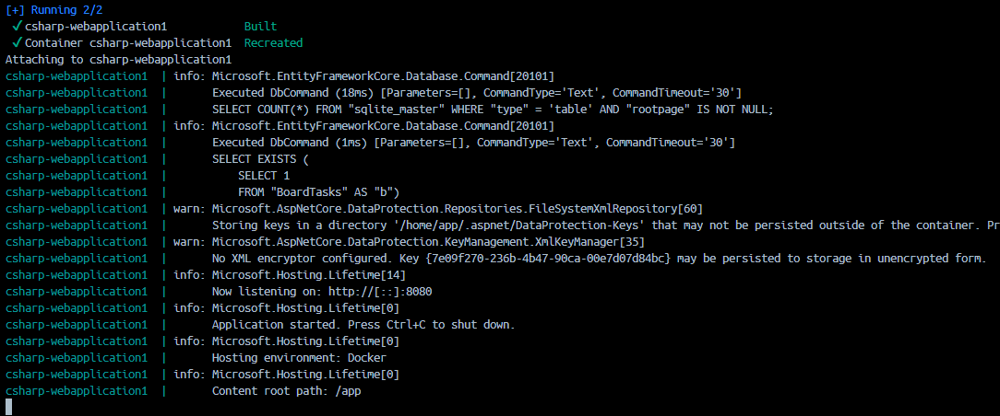 [+] Running 2/2
✔ csharp-webapplication1 Built
✔ Container csharp-webapplication1 Recreated
Attaching to csharp-webapplication1
csharp-webapplication1 | info: Microsoft.EntityFrameworkCore.Database.Command[20101]
csharp-webapplication1 | Executed DbCommand (18ms) [Parameters=[], CommandType='Text', CommandTimeout='30']
csharp-webapplication1 | SELECT COUNT(*) FROM "sqlite_master" WHERE "type" = 'table' AND "rootpage" IS NOT NULL;
csharp-webapplication1 | info: Microsoft.EntityFrameworkCore.Database.Command[20101]
csharp-webapplication1 | Executed DbCommand (1ms) [Parameters=[], CommandType='Text', CommandTimeout='30']
csharp-webapplication1 | SELECT EXISTS (
csharp-webapplication1 | SELECT 1
csharp-webapplication1 | FROM "BoardTasks" AS "b")
csharp-webapplication1 | warn: Microsoft.AspNetCore.DataProtection.Repositories.FileSystemXmlRepository[60]
csharp-webapplication1 | Storing keys in a directory '/home/app/.aspnet/DataProtection-Keys' that may not be persisted outside of the container. Pr
csharp-webapplication1 | warn: Microsoft.AspNetCore.DataProtection.KeyManagement.XmlKeyManager[35]
csharp-webapplication1 | No XML encryptor configured. Key {7e09f270-236b-4b47-90ca-00e7d07d84bc} may be persisted to storage in unencrypted form.
csharp-webapplication1 | info: Microsoft.Hosting.Lifetime[14]
csharp-webapplication1 | Now listening on: http://[::]:8080
csharp-webapplication1 | info: Microsoft.Hosting.Lifetime[0]
csharp-webapplication1 | Application started. Press Ctrl+C to shut down.
csharp-webapplication1 | info: Microsoft.Hosting.Lifetime[0]
csharp-webapplication1 | Hosting environment: Docker
csharp-webapplication1 | info: Microsoft.Hosting.Lifetime[0]
csharp-webapplication1 | Content root path: /app